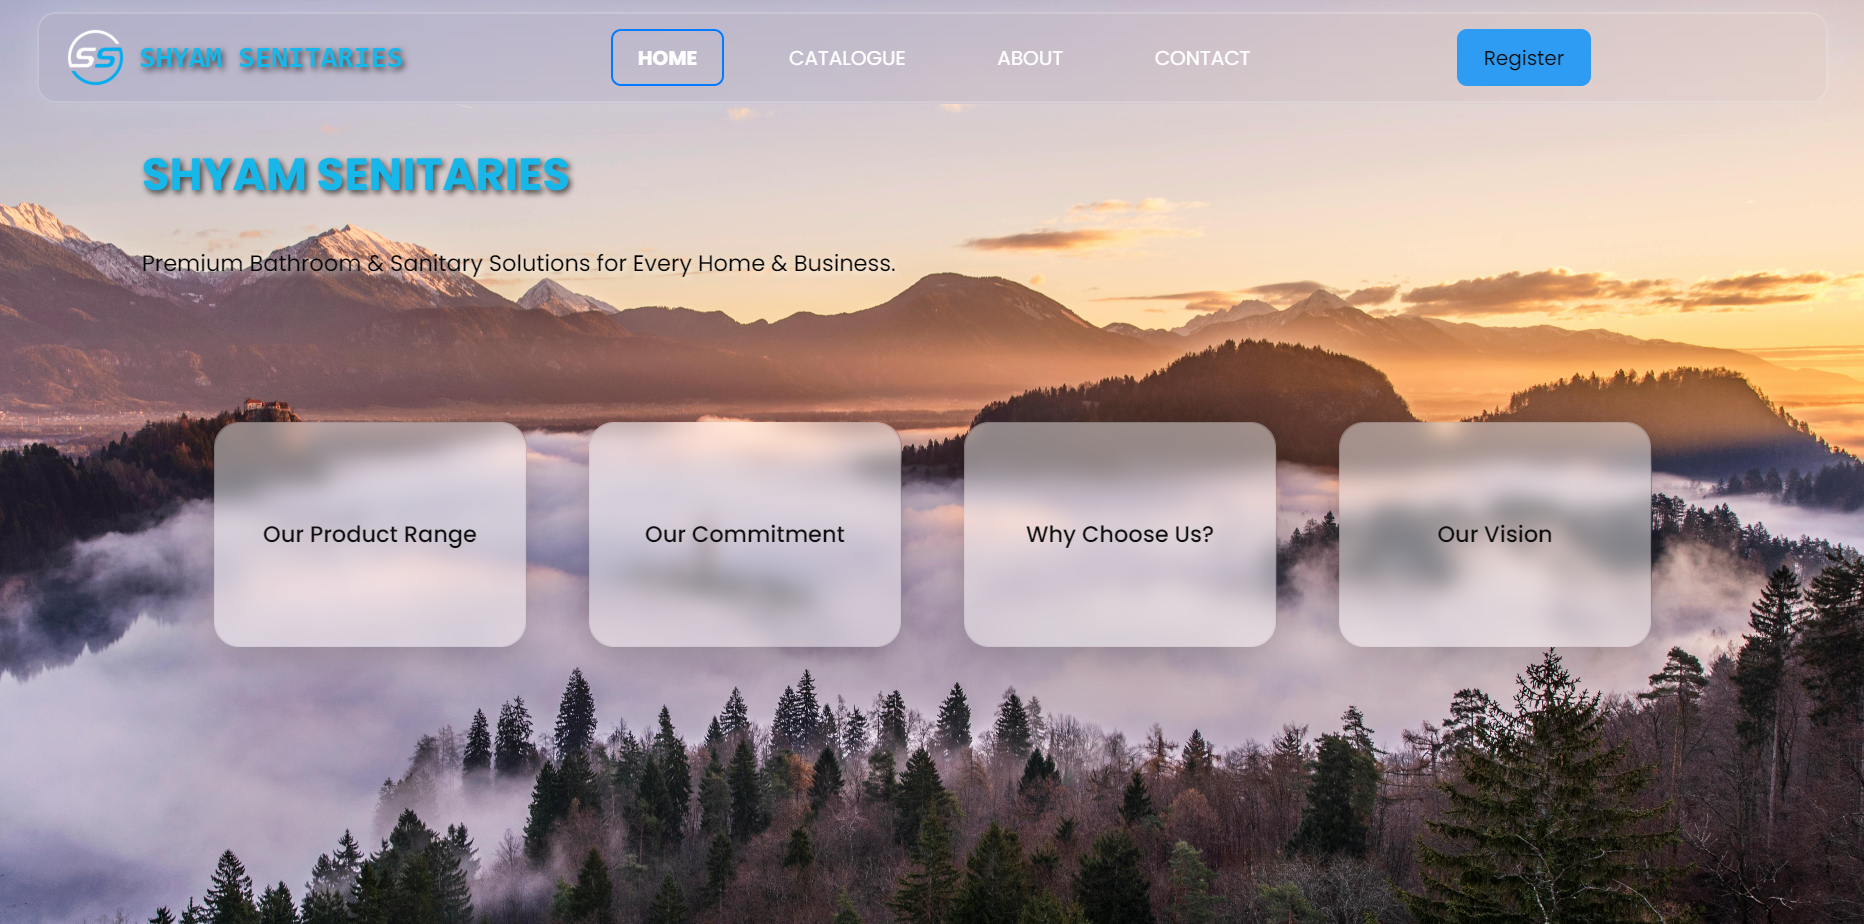 SS SHYAM SENITARIES HOME CATALOGUE ABOUT CONTACT Register
SHYAM SENITARIES
Premium Bathroom & Sanitary Solutions for Every Home & Business.
Our Product Range Our Commitment Why Choose Us? Our Vision